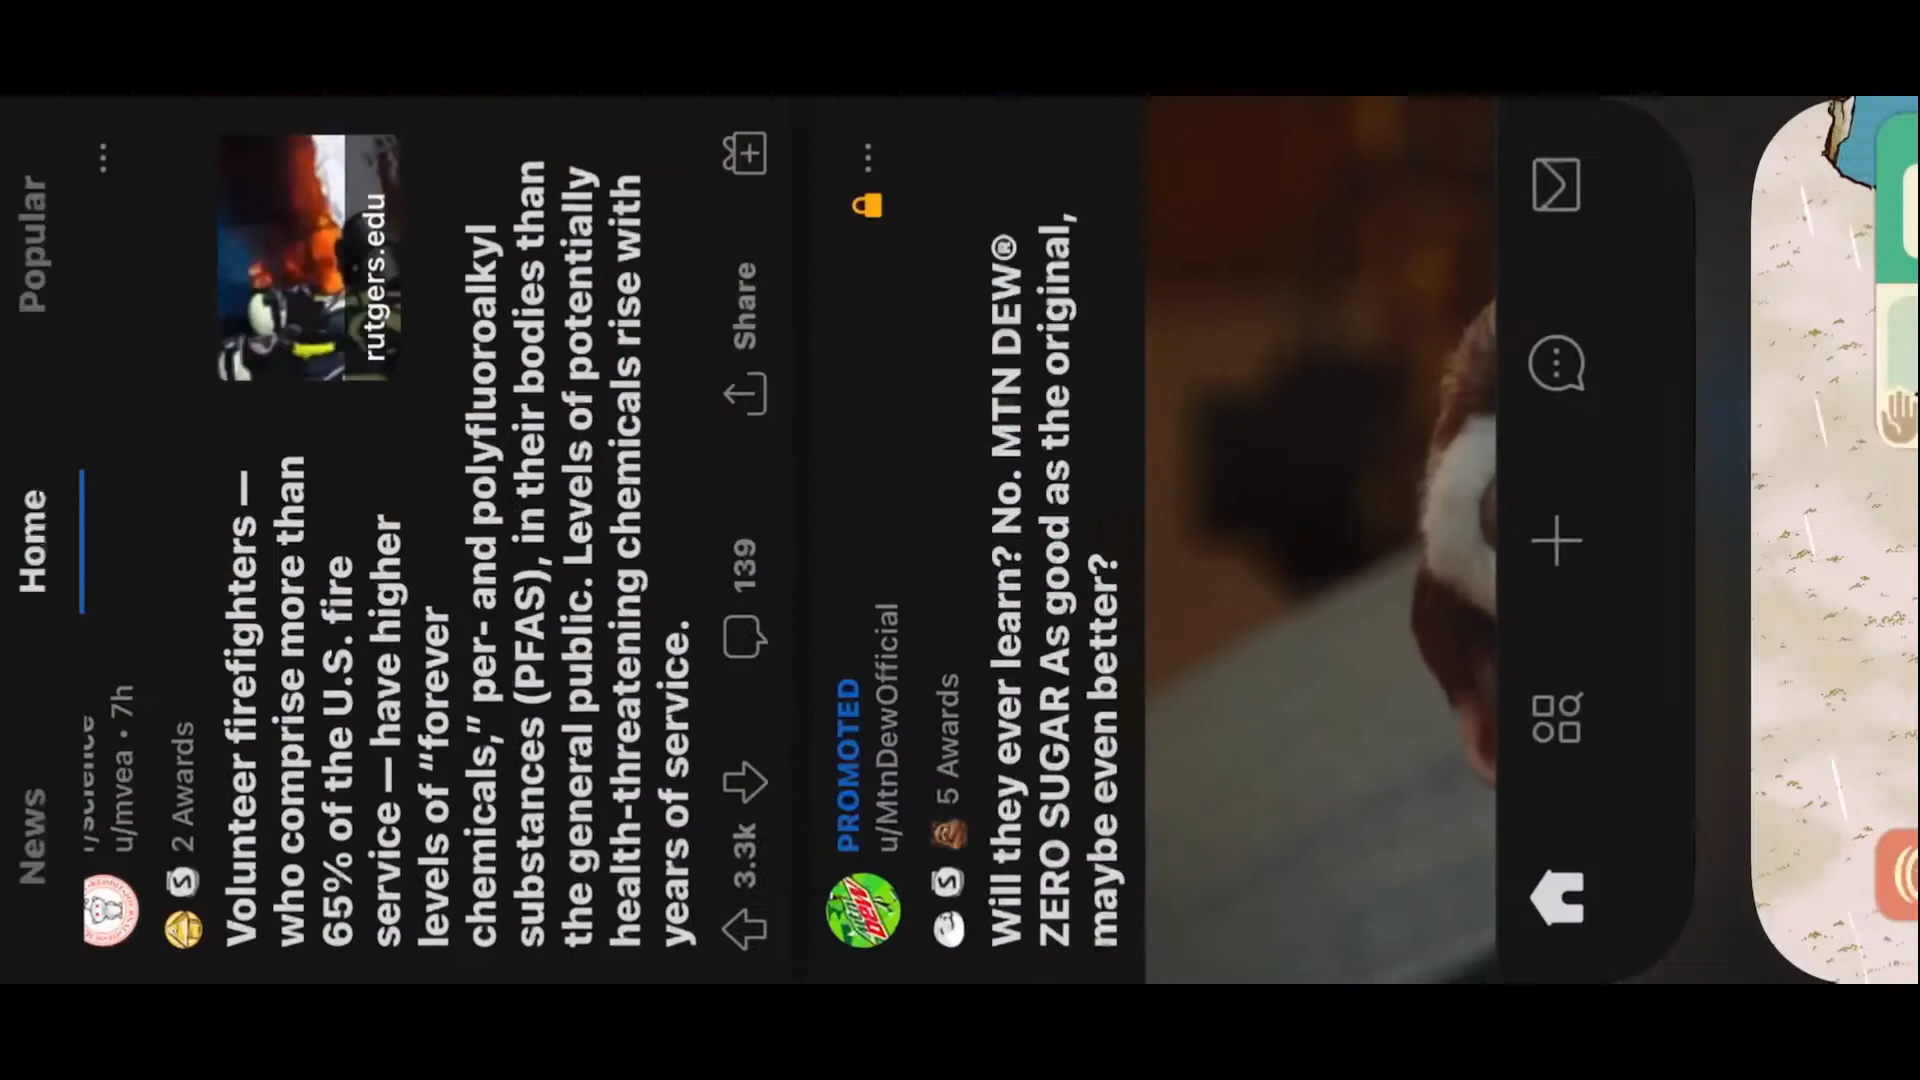 News
Home
Popular
r/science
u/mvea • 7h
2 Awards
Volunteer firefighters —
who comprise more than
65% of the U.S. fire
service — have higher
levels of “forever
chemicals,” per- and polyfluoroalkyl
substances (PFAS), in their bodies than
the general public. Levels of potentially
health-threatening chemicals rise with
years of service.
rutgers.edu
3.3k
139
Share
PROMOTED
u/MtnDewOfficial
5 Awards
Will they ever learn? No. MTN DEW®
ZERO SUGAR As good as the original,
maybe even better?